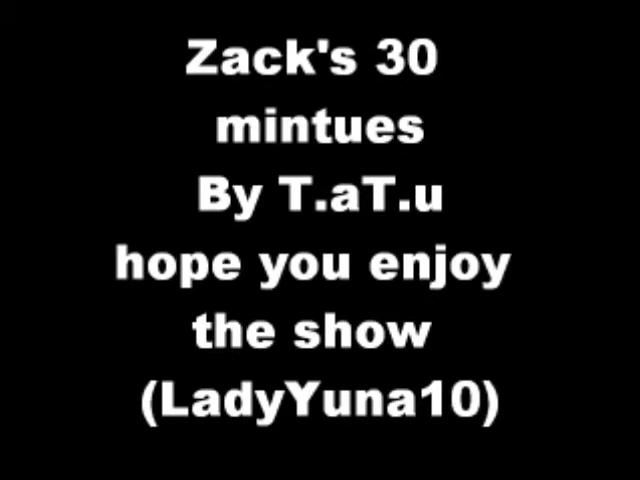 Zack's 30
mintues
By T.aT.u
hope you enjoy
the show
(LadyYuna10)